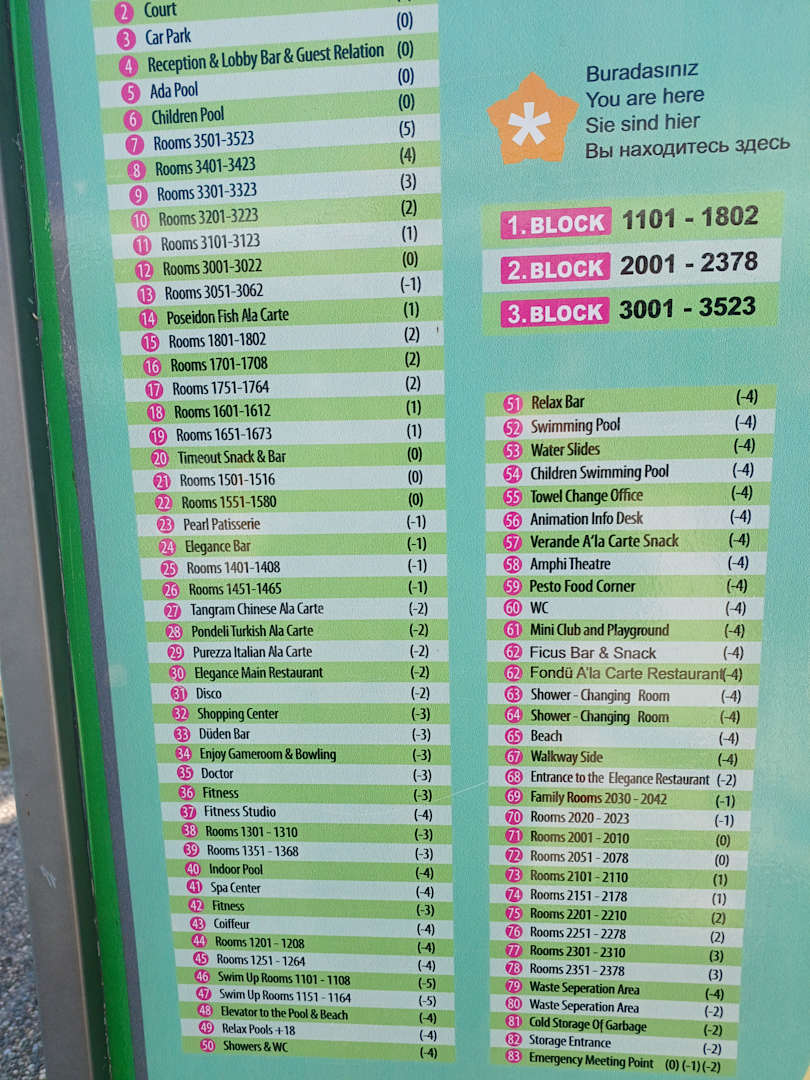 2 Court
3 Car Park (0)
4 Reception & Lobby Bar & Guest Relation (0)
5 Ada Pool (0)
6 Children Pool (0)
7 Rooms 3501-3523 (5)
8 Rooms 3401-3423 (4)
9 Rooms 3301-3323 (3)
10 Rooms 3201-3223 (2)
11 Rooms 3101-3123 (1)
12 Rooms 3001-3022 (0)
13 Rooms 3051-3062 (-1)
14 Poseidon Fish Ala Carte (1)
15 Rooms 1801-1802 (2)
16 Rooms 1701-1708 (2)
17 Rooms 1751-1764 (2)
18 Rooms 1601-1612 (1)
19 Rooms 1651-1673 (1)
20 Timeout Snack & Bar (0)
21 Rooms 1501-1516 (0)
22 Rooms 1551-1580 (0)
23 Pearl Patisserie (-1)
24 Elegance Bar (-1)
25 Rooms 1401-1408 (-1)
26 Rooms 1451-1465 (-1)
27 Tangram Chinese Ala Carte (-2)
28 Pondeli Turkish Ala Carte (-2)
29 Purezza Italian Ala Carte (-2)
30 Elegance Main Restaurant (-2)
31 Disco (-2)
32 Shopping Center (-3)
33 Düden Bar (-3)
34 Enjoy Gameroom & Bowling (-3)
35 Doctor (-3)
36 Fitness (-3)
37 Fitness Studio (-4)
38 Rooms 1301 - 1310 (-3)
39 Rooms 1351 - 1368 (-3)
40 Indoor Pool (-4)
41 Spa Center (-4)
42 Fitness (-3)
43 Coiffeur (-4)
44 Rooms 1201 - 1208 (-4)
45 Rooms 1251 - 1264 (-4)
46 Swim Up Rooms 1101 - 1108 (-5)
47 Swim Up Rooms 1151 - 1164 (-5)
48 Elevator to the Pool & Beach (-4)
49 Relax Pools +18 (-4)
50 Showers & WC (-4)
Buradasınız
You are here
Sie sind hier
Вы находитесь здесь
1. BLOCK 1101 - 1802
2. BLOCK 2001 - 2378
3. BLOCK 3001 - 3523
51 Relax Bar (-4)
52 Swimming Pool (-4)
53 Water Slides (-4)
54 Children Swimming Pool (-4)
55 Towel Change Office (-4)
56 Animation Info Desk (-4)
57 Verande A'la Carte Snack (-4)
58 Amphi Theatre (-4)
59 Pesto Food Corner (-4)
60 WC (-4)
61 Mini Club and Playground (-4)
62 Ficus Bar & Snack (-4)
62 Fondü A'la Carte Restaurant (-4)
63 Shower - Changing Room (-4)
64 Shower - Changing Room (-4)
65 Beach (-4)
67 Walkway Side (-4)
68 Entrance to the Elegance Restaurant (-2)
69 Family Rooms 2030 - 2042 (-1)
70 Rooms 2020 - 2023 (-1)
71 Rooms 2001 - 2010 (0)
72 Rooms 2051 - 2078 (0)
73 Rooms 2101 - 2110 (1)
74 Rooms 2151 - 2178 (1)
75 Rooms 2201 - 2210 (2)
76 Rooms 2251 - 2278 (2)
77 Rooms 2301 - 2310 (3)
78 Rooms 2351 - 2378 (3)
79 Waste Seperation Area (-4)
80 Waste Seperation Area (-2)
81 Cold Storage Of Garbage (-2)
82 Storage Entrance (-2)
83 Emergency Meeting Point (0) (-1) (-2)